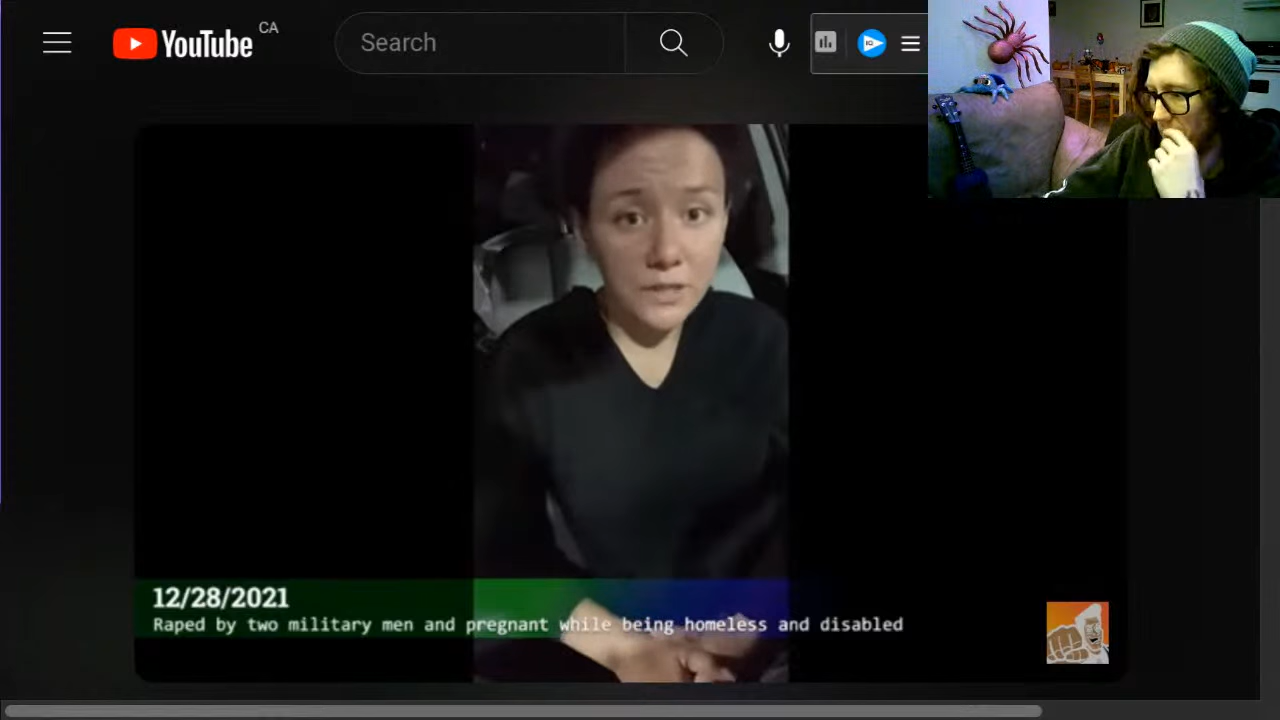 YouTube CA
Search
12/28/2021
Raped by two military men and pregnant while being homeless and disabled